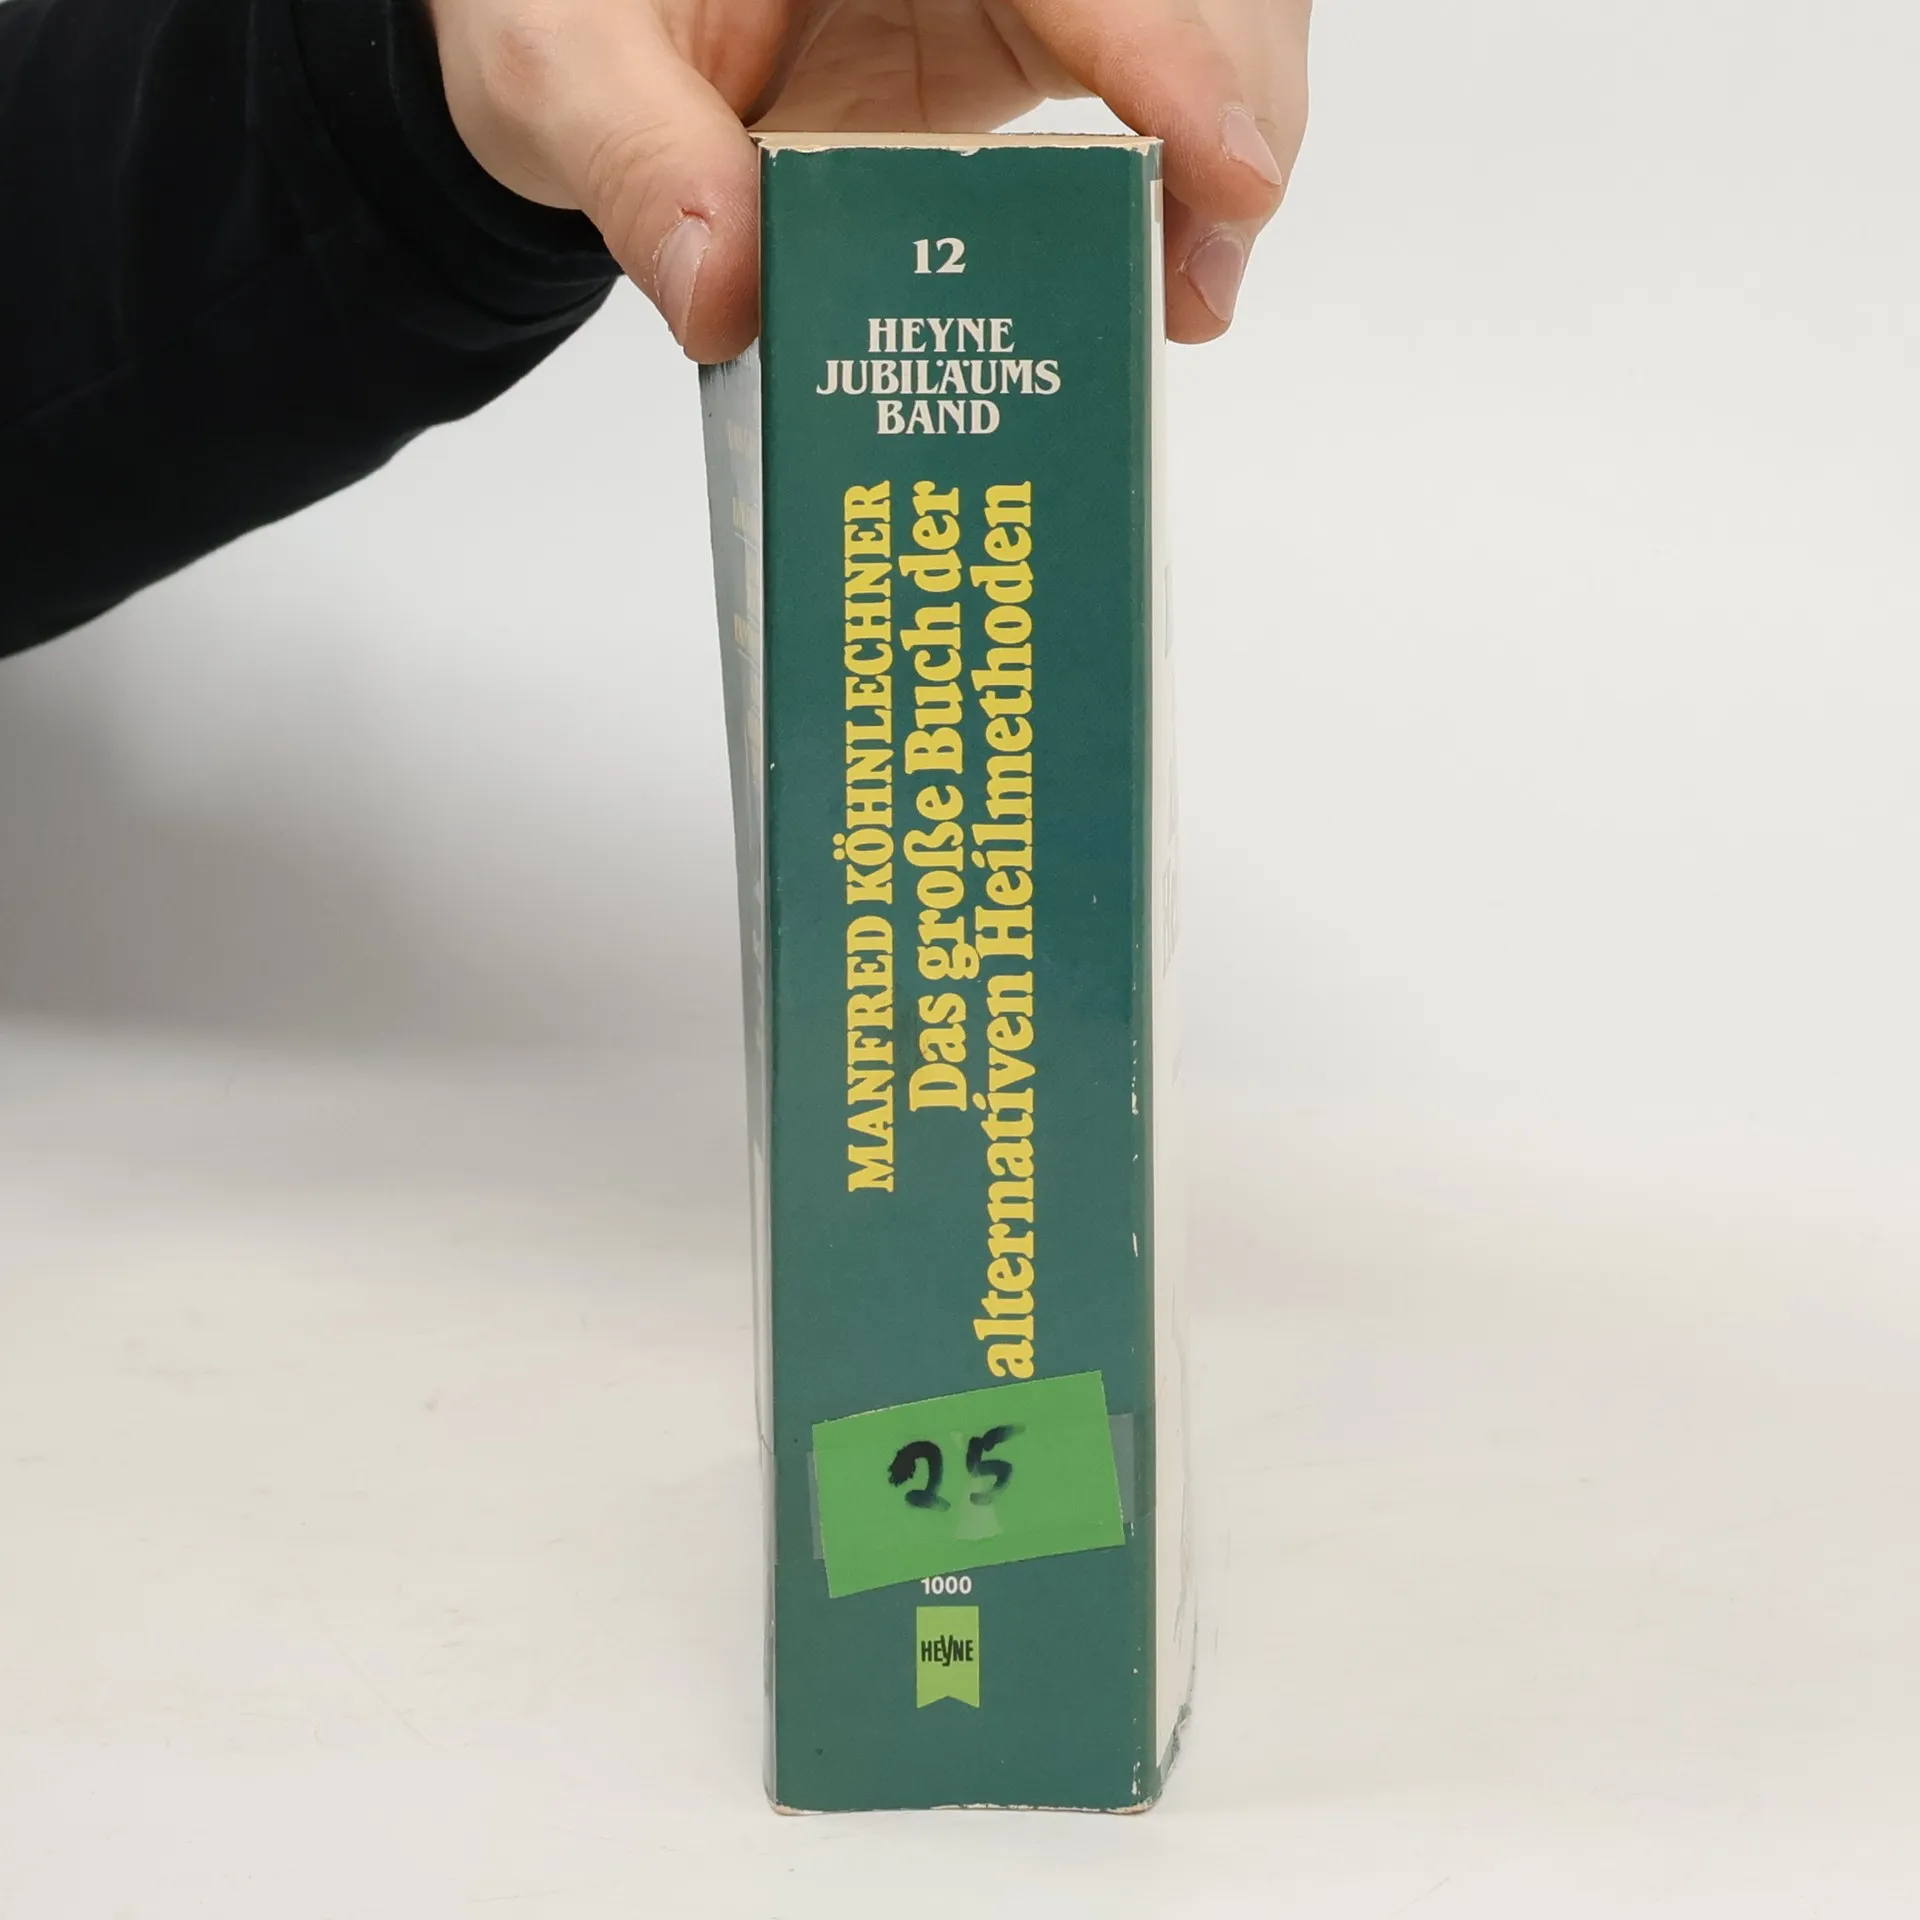 12
HEYNE
JUBILÄUMS
BAND
MANFRED KÖHNLECHNER
Das große Buch der
alternativen Heilmethoden
25
1000
HEYNE